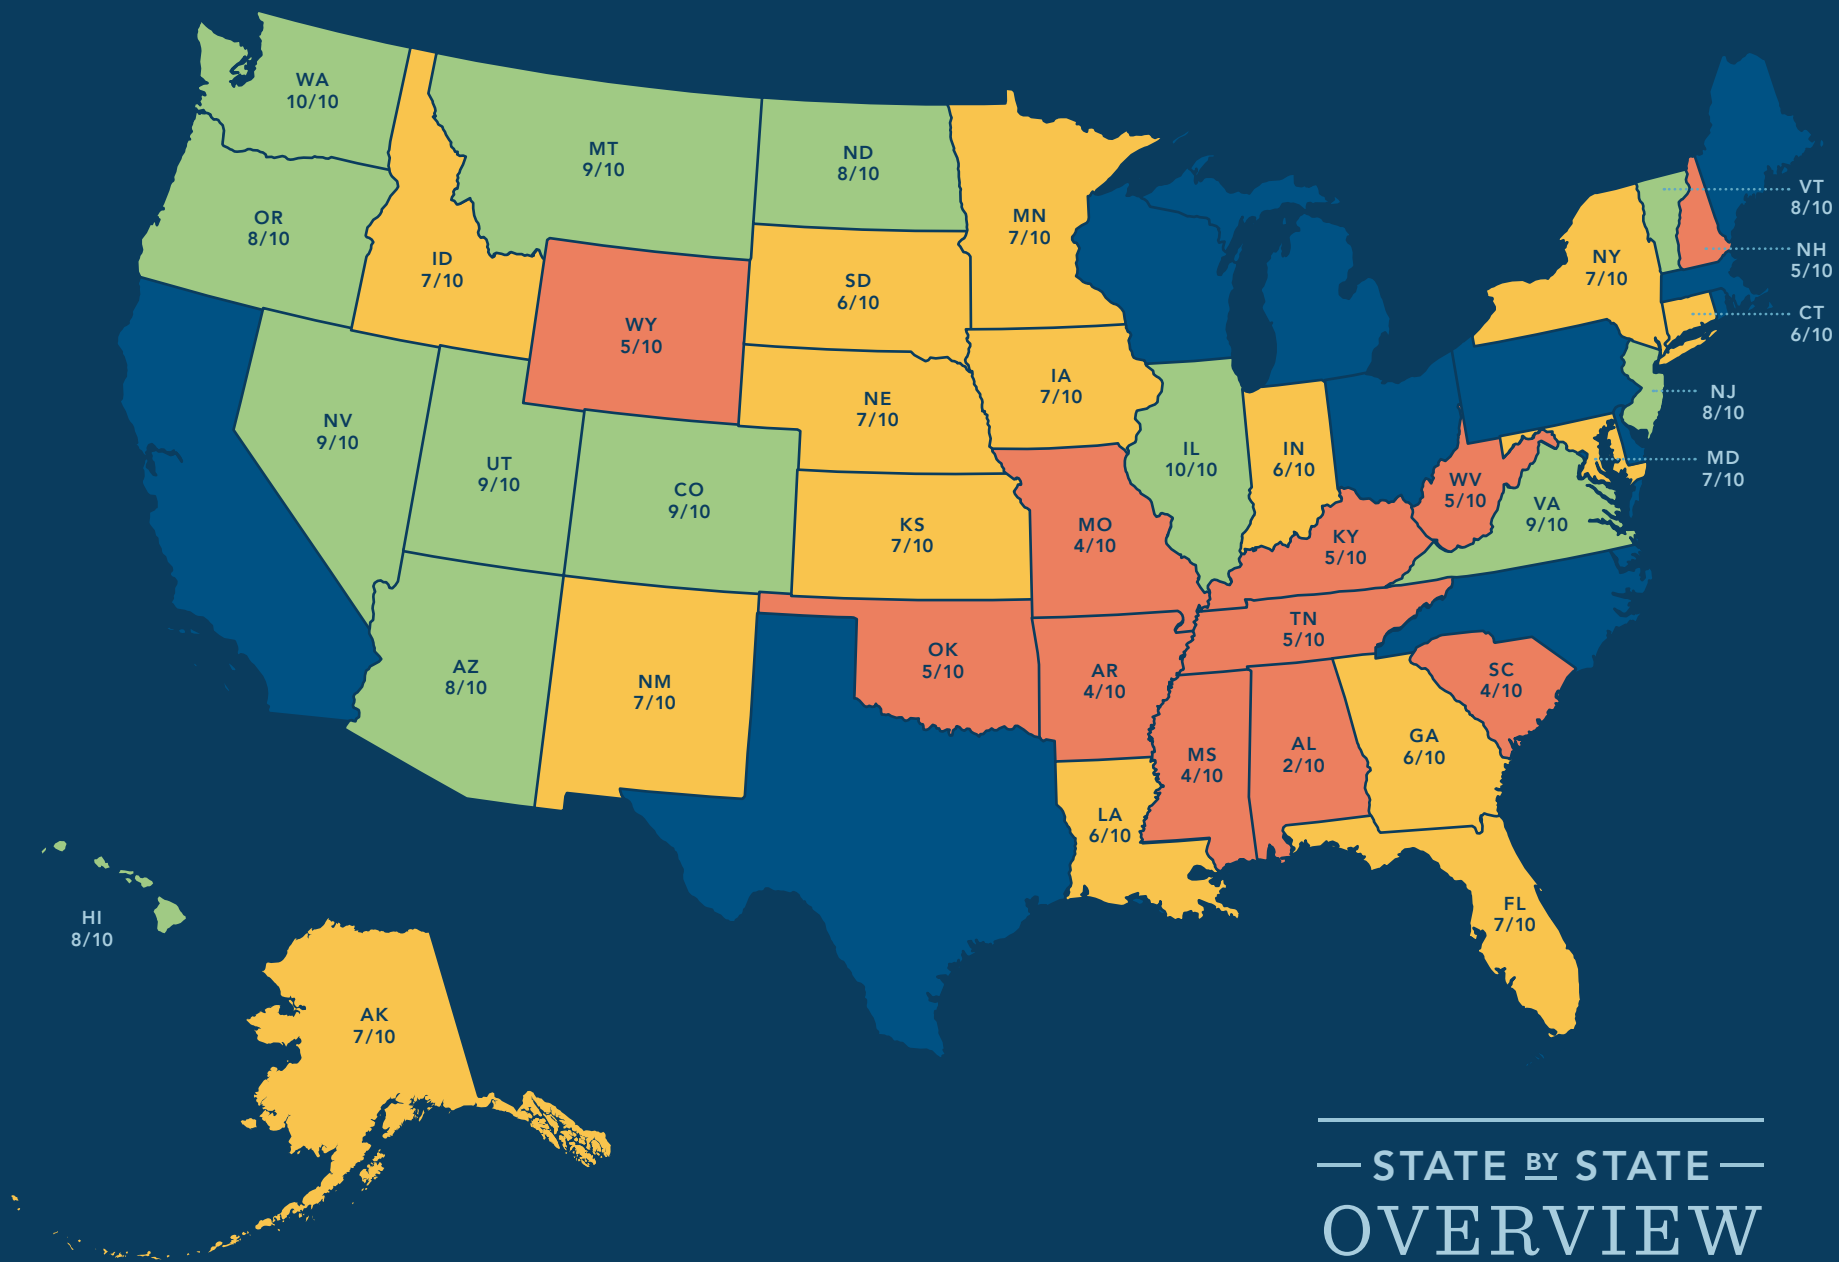 WA
10/10
MT
9/10
ND
8/10
OR
8/10
ID
7/10
MN
7/10
VT
8/10
NH
5/10
NY
7/10
SD
6/10
WY
5/10
CT
6/10
IA
7/10
NE
7/10
NJ
8/10
NV
9/10
UT
9/10
CO
9/10
IL
10/10
IN
6/10
MD
7/10
WV
5/10
VA
9/10
KS
7/10
MO
4/10
KY
5/10
TN
5/10
AZ
8/10
NM
7/10
OK
5/10
AR
4/10
SC
4/10
MS
4/10
AL
2/10
GA
6/10
LA
6/10
FL
7/10
HI
8/10
AK
7/10
STATE BY STATE
OVERVIEW